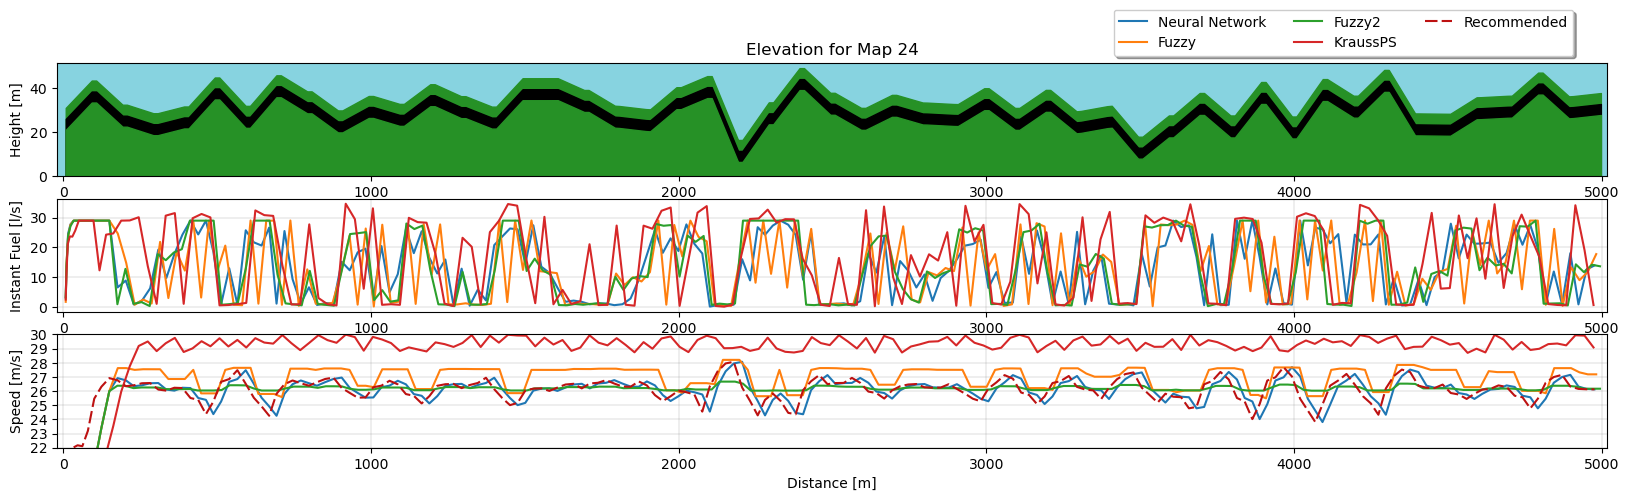 Neural Network
Fuzzy
Fuzzy2
KraussPS
Recommended
Elevation for Map 24
Height [m]
40
20
0
0 1000 2000 3000 4000 5000
Instant Fuel [l/s]
30
20
10
0
0 1000 2000 3000 4000 5000
Speed [m/s]
30
29
28
27
26
25
24
23
22
0 1000 2000 3000 4000 5000
Distance [m]